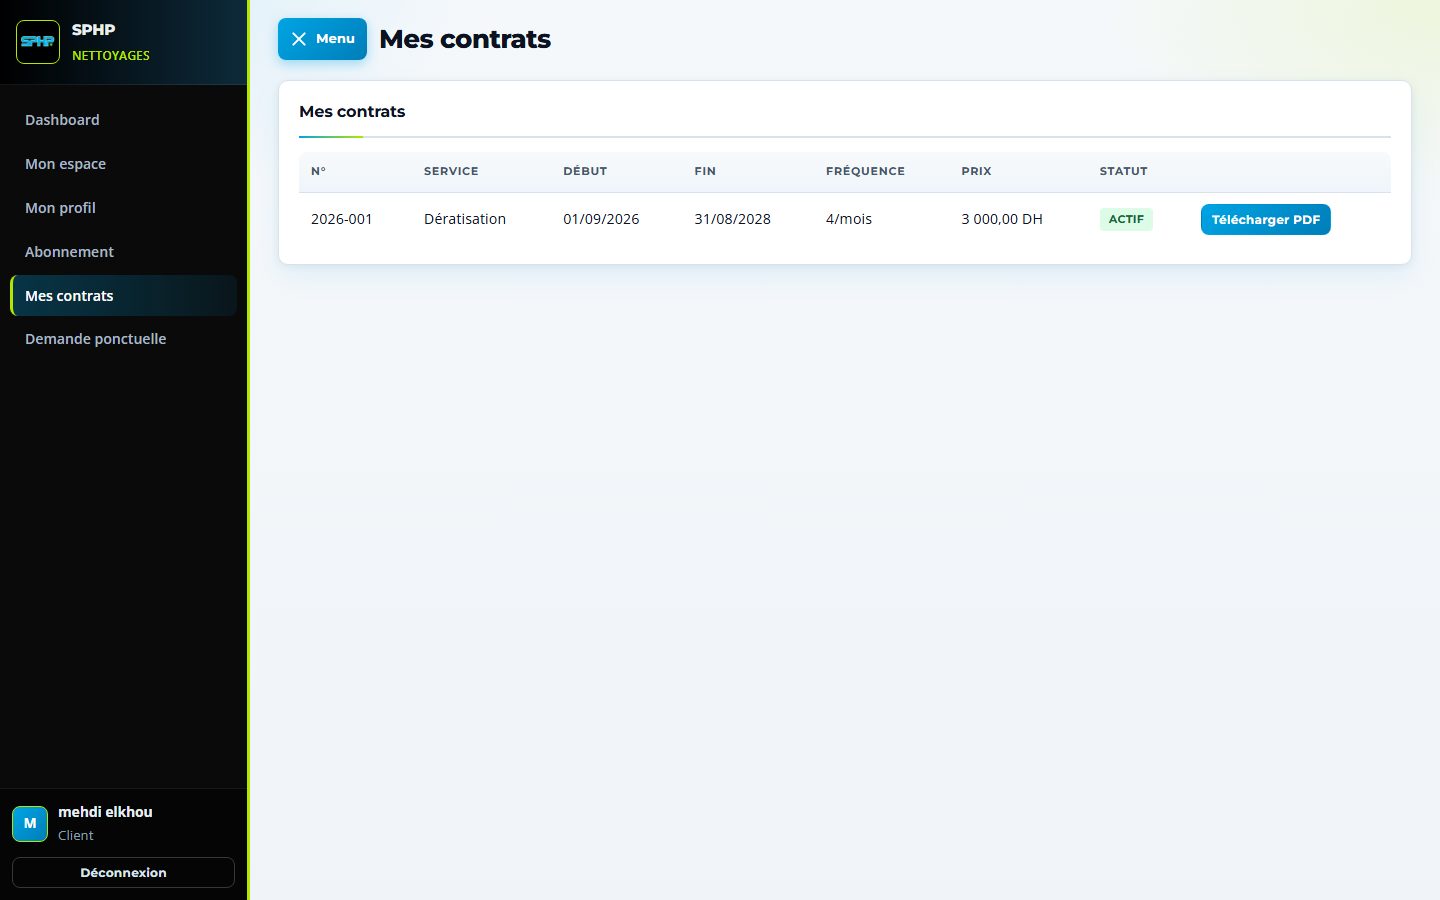 SPHP
SPHP
NETTOYAGES
Dashboard
Mon espace
Mon profil
Abonnement
Mes contrats
Demande ponctuelle
mehdi elkhou
M
Client
Déconnexion
Menu
Mes contrats
Mes contrats
N° SERVICE DÉBUT FIN FRÉQUENCE PRIX STATUT
2026-001 Dératisation 01/09/2026 31/08/2028 4/mois 3 000,00 DH ACTIF Télécharger PDF